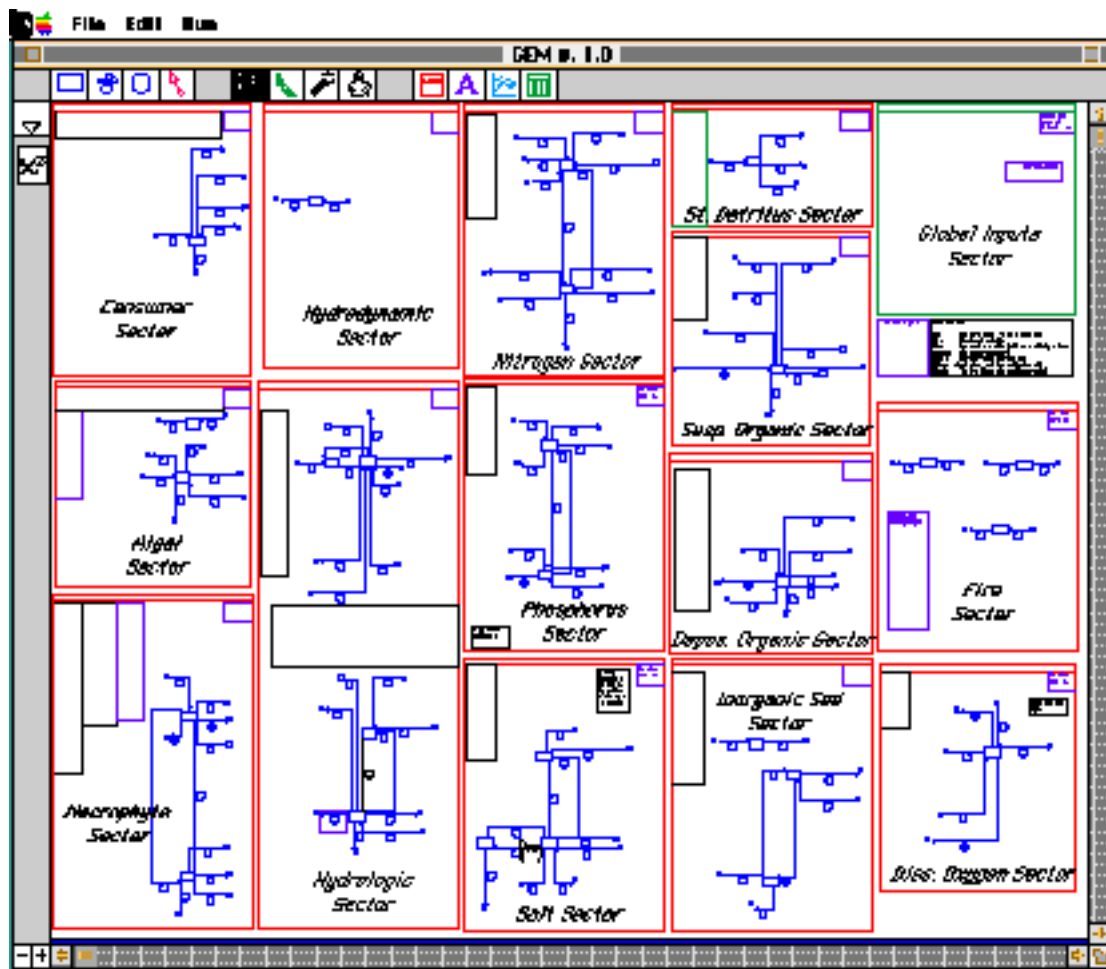 File Edit Run
GEM v. 1.0
A
Consumer
Sector
Hydrodynamic
Sector
Nitrogen Sector
St. Detritus Sector
Global Inputs
Sector
Susp. Organic Sector
Algal
Sector
Phosphorus
Sector
Depos. Organic Sector
Fire
Sector
Macrophyte
Sector
Hydrologic
Sector
Salt Sector
Inorganic Sed
Sector
Diss. Oxygen Sector